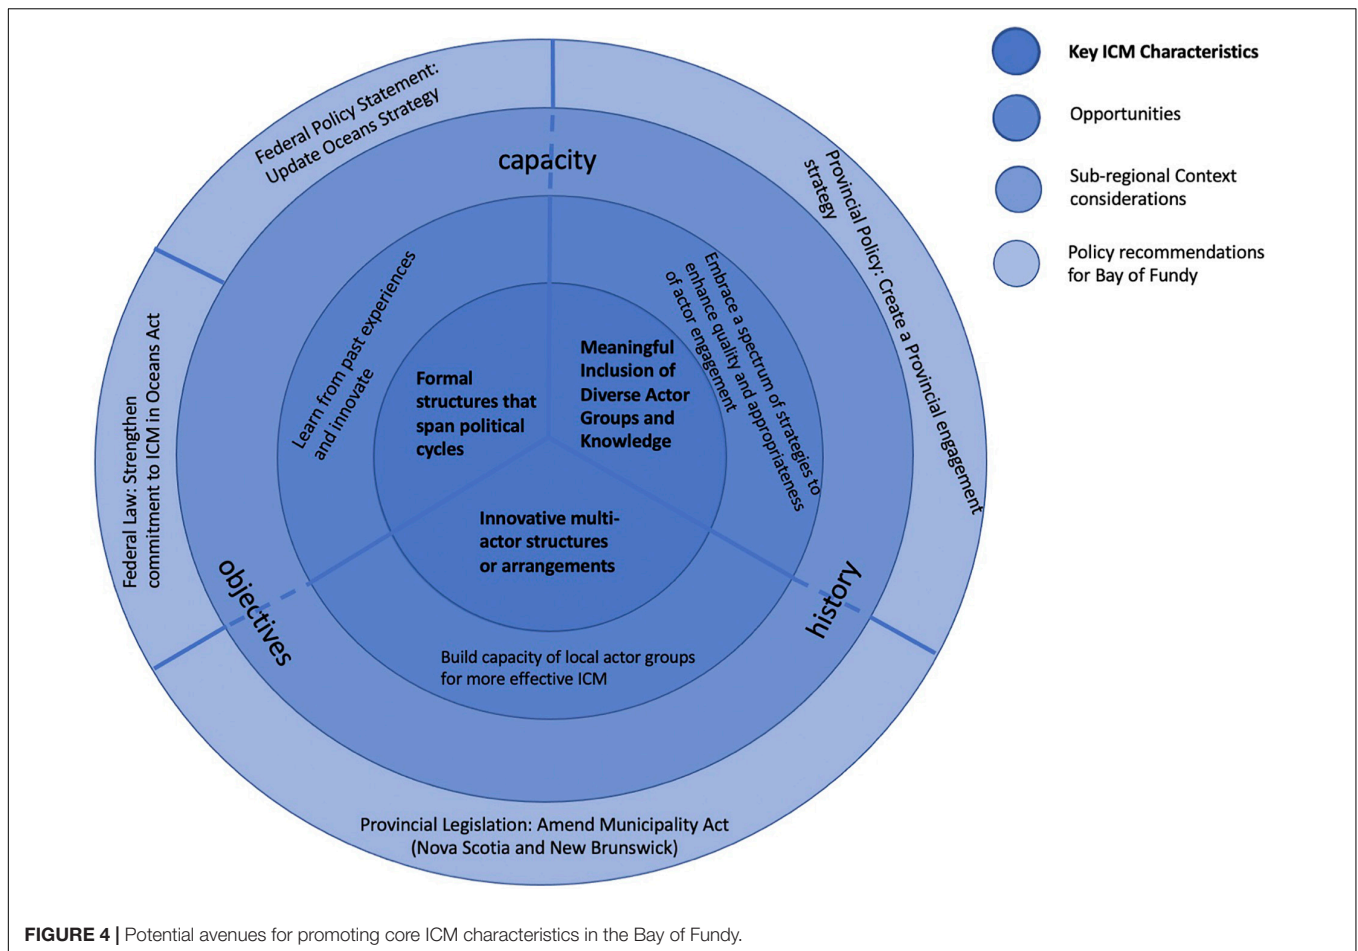 Federal Policy Statement:
Update Oceans Strategy
capacity
Provincial Policy: Create a Provincial engagement
strategy
Key ICM Characteristics
Opportunities
Sub-regional Context
considerations
Policy recommendations
for Bay of Fundy
Learn from past experiences
and innovate
Embrace a spectrum of strategies to
enhance quality and appropriateness
of actor engagement
Formal
structures that
span political
cycles
Meaningful
Inclusion of
Diverse Actor
Groups and
Knowledge
Federal Law: Strengthen
commitment to ICM in Oceans Act
Innovative multi-
actor structures
or arrangements
objectives
history
Build capacity of local actor groups
for more effective ICM
Provincial Legislation: Amend Municipality Act
(Nova Scotia and New Brunswick)
FIGURE 4 | Potential avenues for promoting core ICM characteristics in the Bay of Fundy.